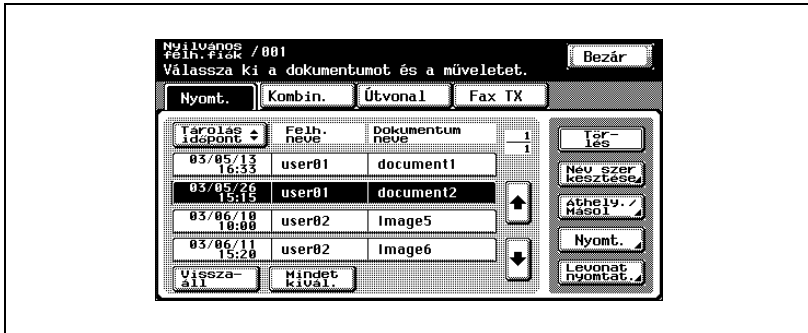 Nyilvános
félh.fiók /001
Válassza ki a dokumentumot és a műveletet.
Bezár
Nyomt.
Kombin.
Útvonal
Fax TX
Tárolás
időpont
Felh.
neve
Dokumentum
neve
1
1
03/05/13
16:33
user01
document1
03/05/26
15:15
user01
document2
03/06/10
10:00
user02
Image5
03/06/11
15:20
user02
Image6
Vissza-
áll
Mindet
kivál.
Tör-
lés
Név szer
kesztése
Áthely./
Másol
Nyomt.
Levonat
nyomtat.